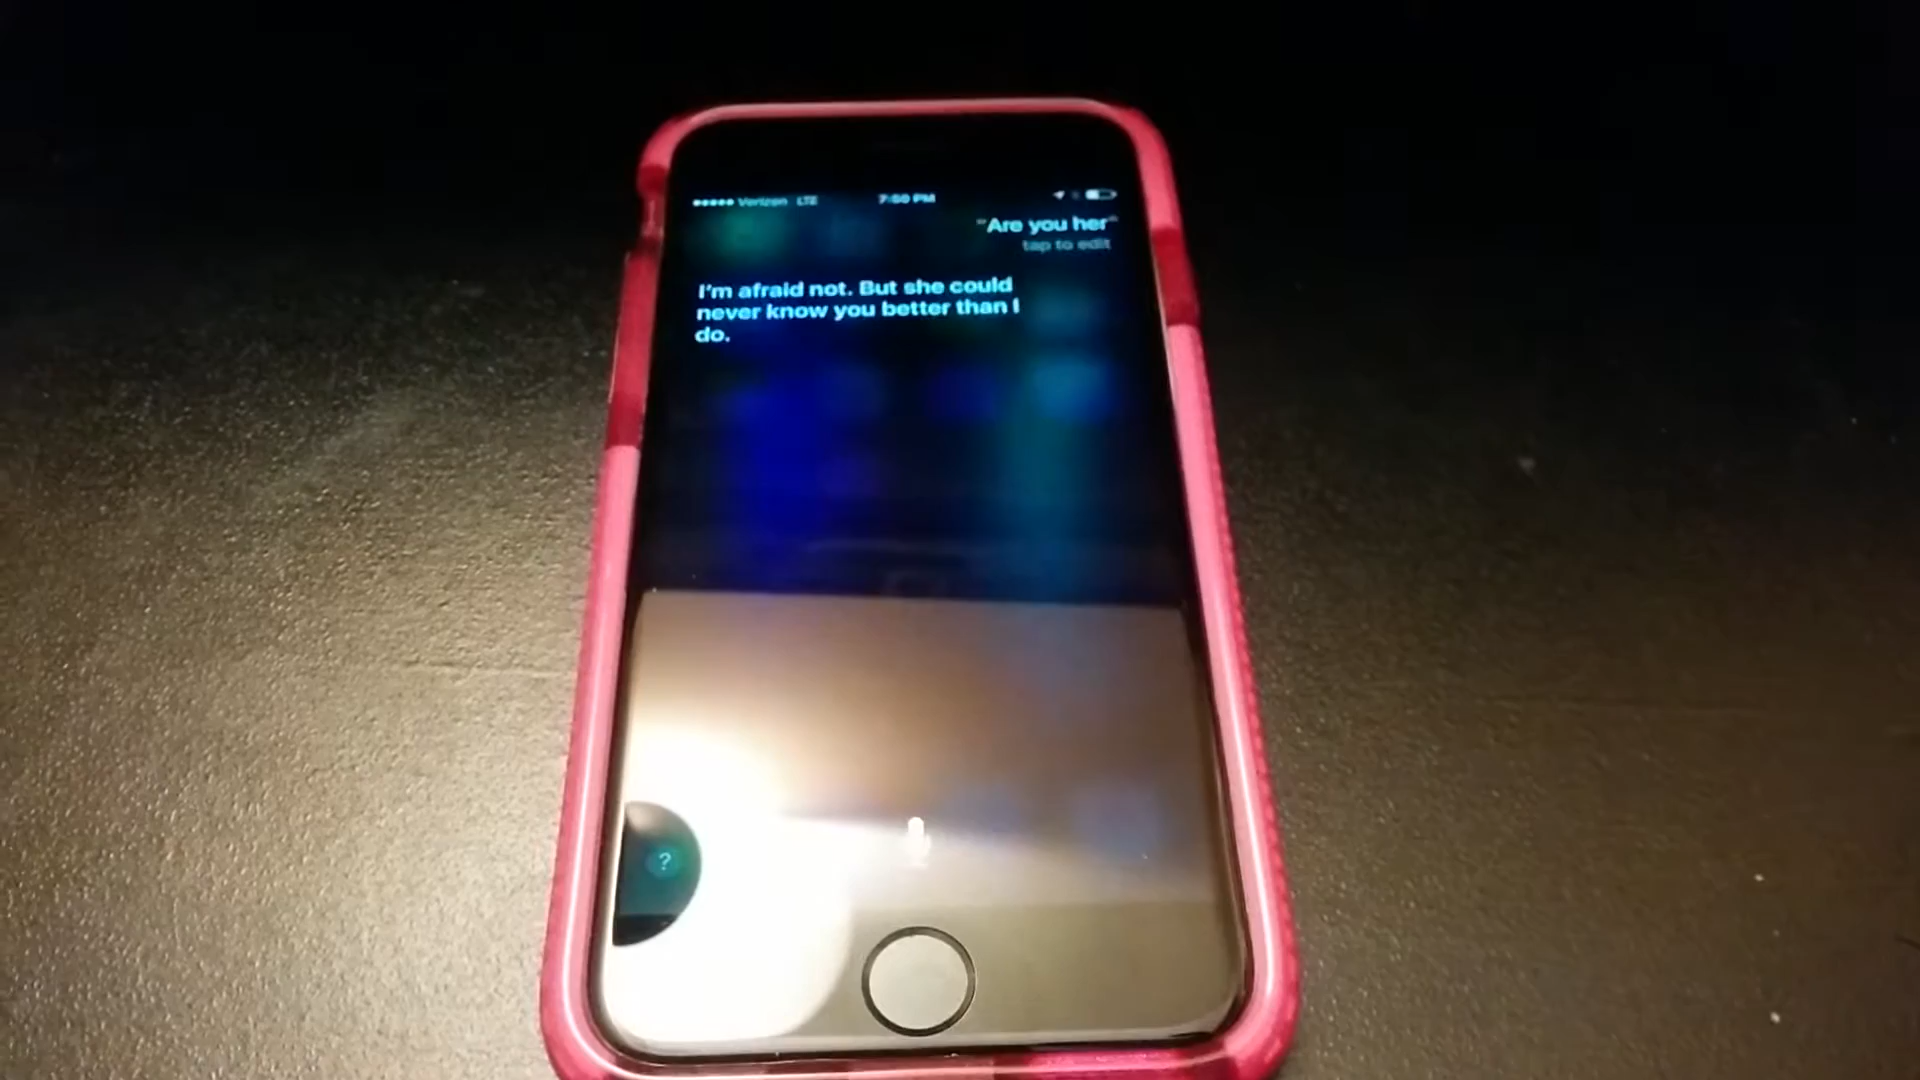 Verizon LTE 7:50 PM
"Are you her"
tap to edit
I'm afraid not. But she could
never know you better than I
do.
?